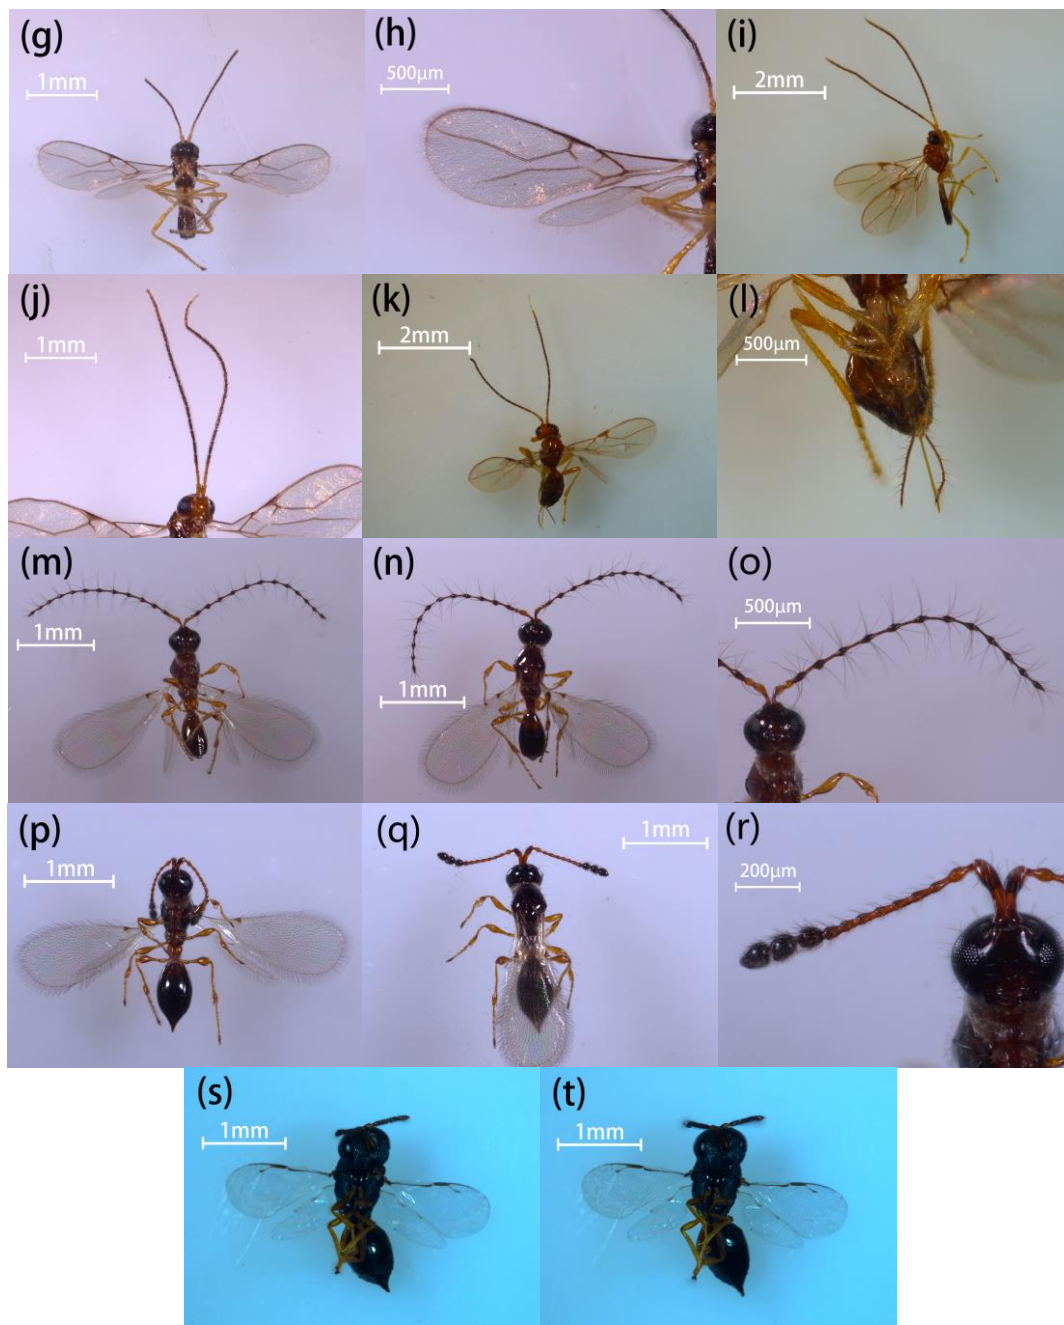 (g)
1mm
(h)
500μm
(i)
2mm
(j)
1mm
(k)
2mm
(l)
500μm
(m)
1mm
(n)
1mm
(o)
500μm
(p)
1mm
(q)
1mm
(r)
200μm
(s)
1mm
(t)
1mm